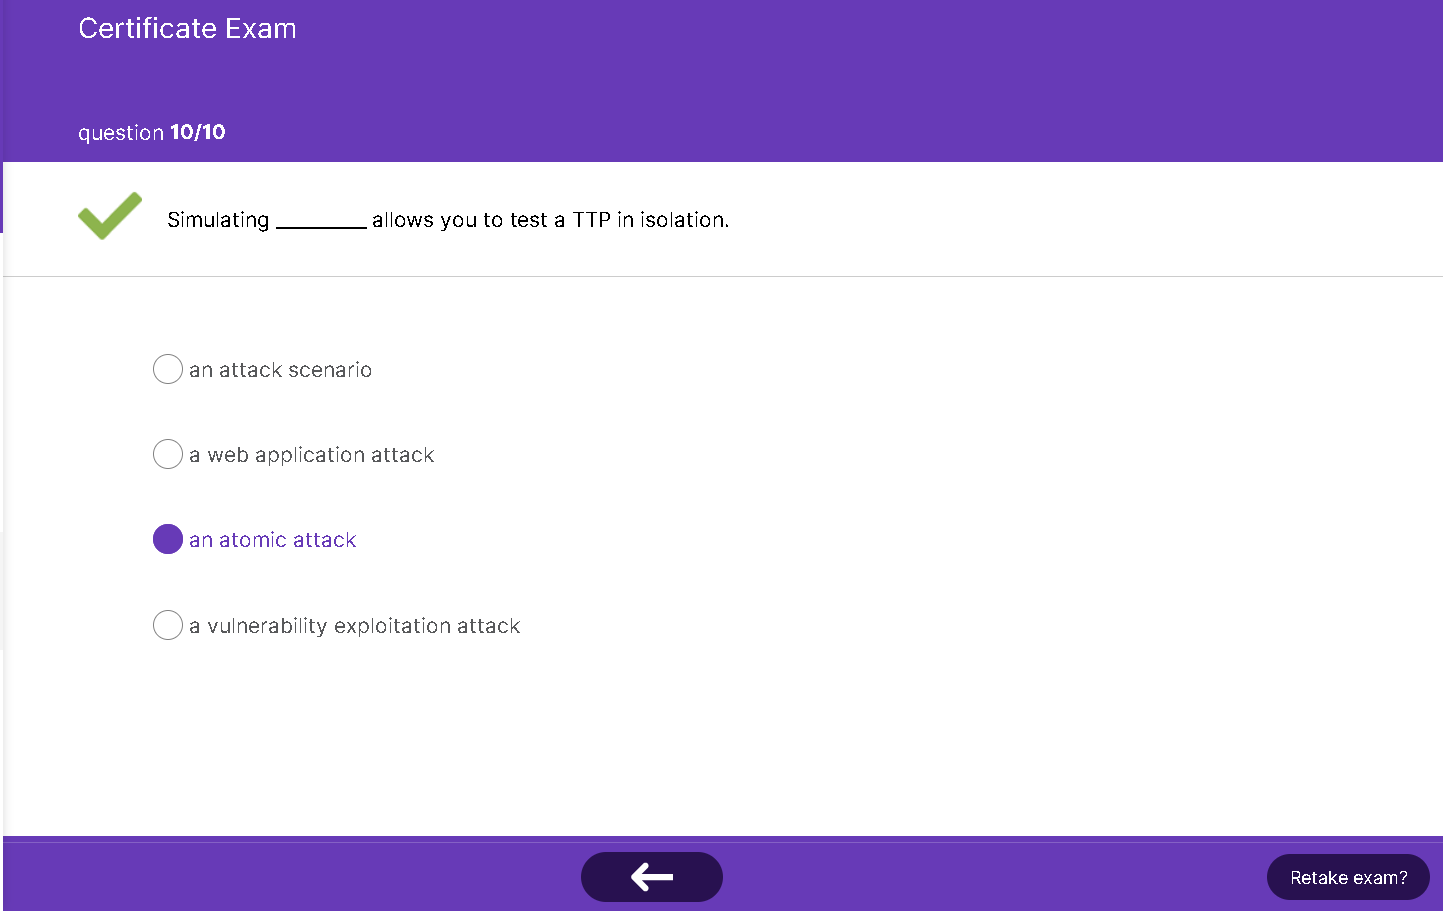 Certificate Exam
question 10/10
Simulating ________ allows you to test a TTP in isolation.
an attack scenario
a web application attack
an atomic attack
a vulnerability exploitation attack
Retake exam?